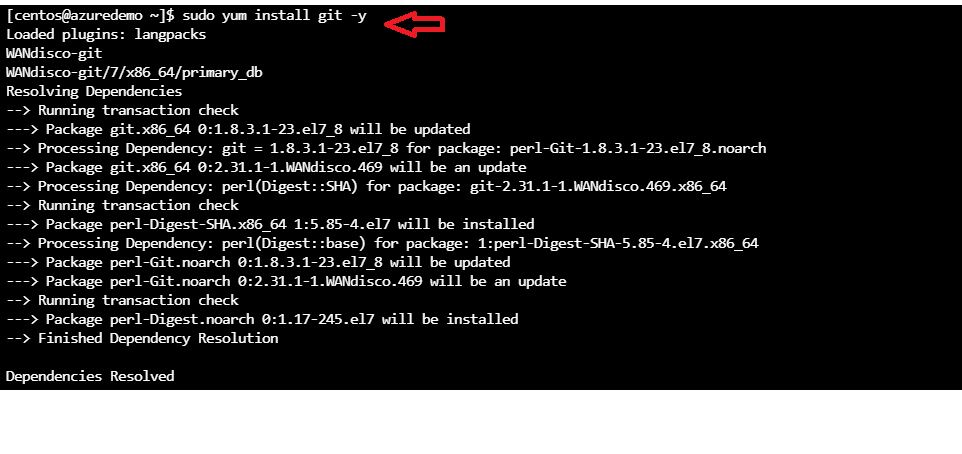 [centos@azuredemo ~]$ sudo yum install git -y
Loaded plugins: langpacks
WANdisco-git
WANdisco-git/7/x86_64/primary_db
Resolving Dependencies
--> Running transaction check
---> Package git.x86_64 0:1.8.3.1-23.el7_8 will be updated
--> Processing Dependency: git = 1.8.3.1-23.el7_8 for package: perl-Git-1.8.3.1-23.el7_8.noarch
---> Package git.x86_64 0:2.31.1-1.WANdisco.469 will be an update
--> Processing Dependency: perl(Digest::SHA) for package: git-2.31.1-1.WANdisco.469.x86_64
--> Running transaction check
---> Package perl-Digest-SHA.x86_64 1:5.85-4.el7 will be installed
--> Processing Dependency: perl(Digest::base) for package: 1:perl-Digest-SHA-5.85-4.el7.x86_64
---> Package perl-Git.noarch 0:1.8.3.1-23.el7_8 will be updated
---> Package perl-Git.noarch 0:2.31.1-1.WANdisco.469 will be an update
--> Running transaction check
---> Package perl-Digest.noarch 0:1.17-245.el7 will be installed
--> Finished Dependency Resolution
Dependencies Resolved